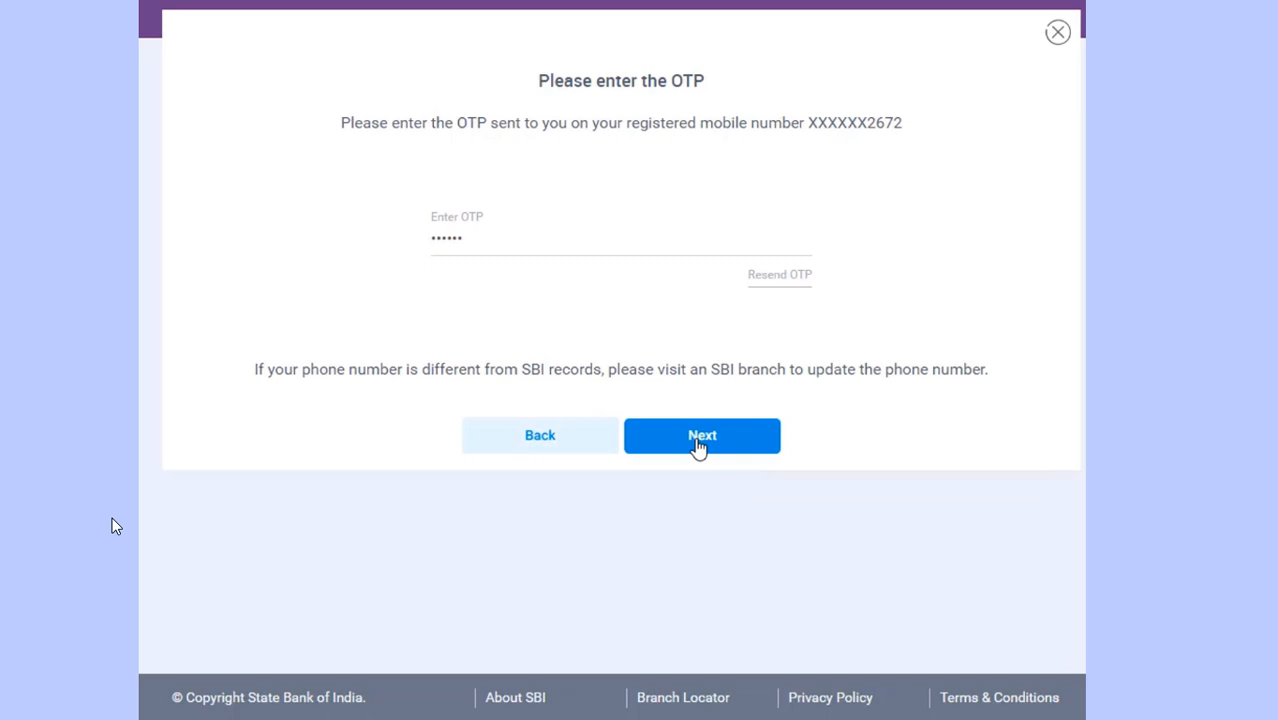 Please enter the OTP
Please enter the OTP sent to you on your registered mobile number XXXXXX2672
Enter OTP
••••••
Resend OTP
If your phone number is different from SBI records, please visit an SBI branch to update the phone number.
Back
Next
© Copyright State Bank of India.
About SBI
Branch Locator
Privacy Policy
Terms & Conditions